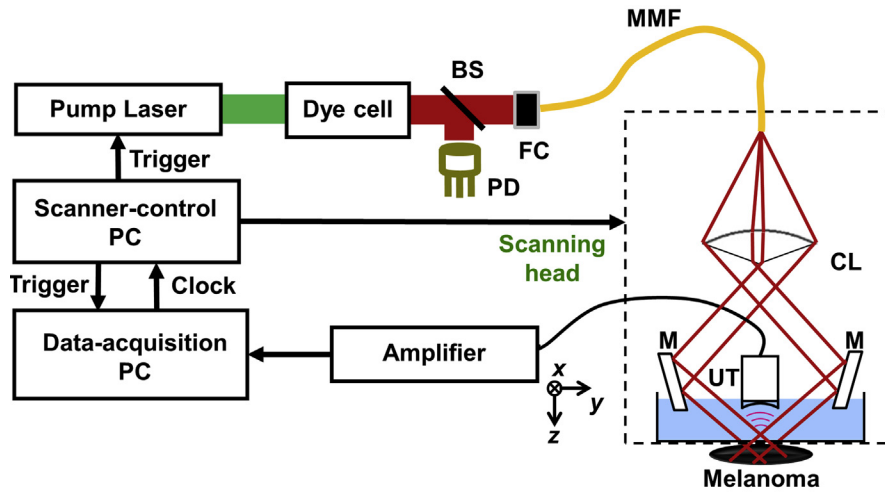 MMF
BS
Pump Laser
Dye cell
FC
PD
Trigger
Scanner-control
PC
Scanning
head
CL
Trigger
Clock
Data-acquisition
PC
Amplifier
M
M
UT
x
y
z
Melanoma